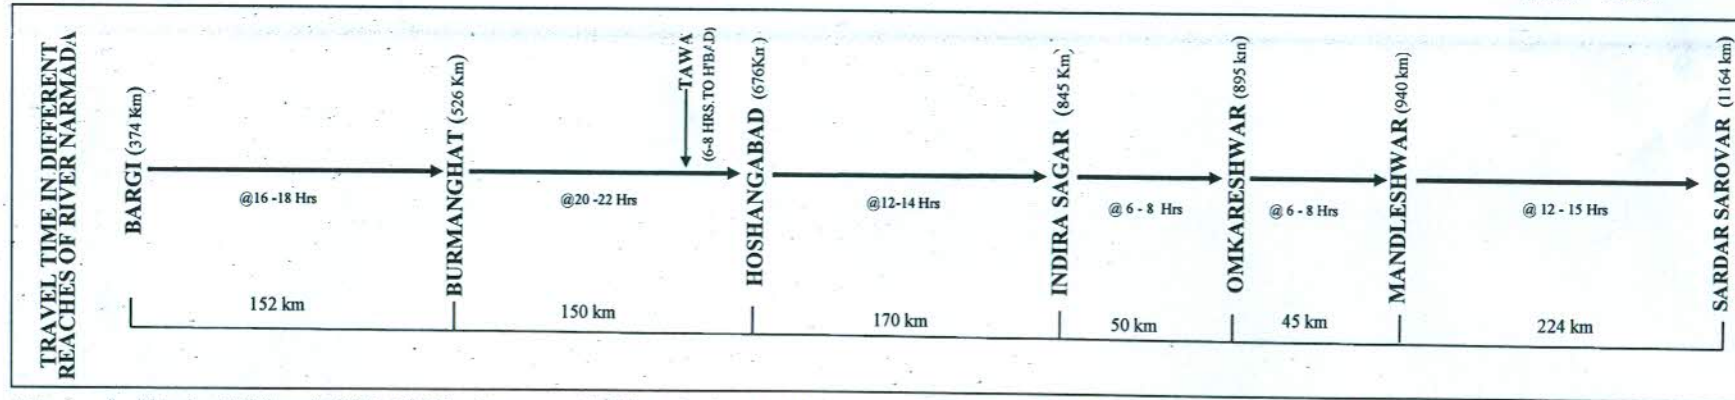 TRAVEL TIME IN DIFFERENT
REACHES OF RIVER NARMADA
BARGI (374 Km)
@16 -18 Hrs
BURMANGHAT (526 Km)
@20 -22 Hrs
TAWA
(6-8 HRS.TO H'BAD)
HOSHANGABAD (676Km)
@12-14 Hrs
INDIRA SAGAR (845 Km)
@ 6 - 8 Hrs
OMKARESHWAR (895 km)
@ 6 - 8 Hrs
MANDLESHWAR (940 km)
@ 12 - 15 Hrs
SARDAR SAROVAR (1164 km)
152 km
150 km
170 km
50 km
45 km
224 km